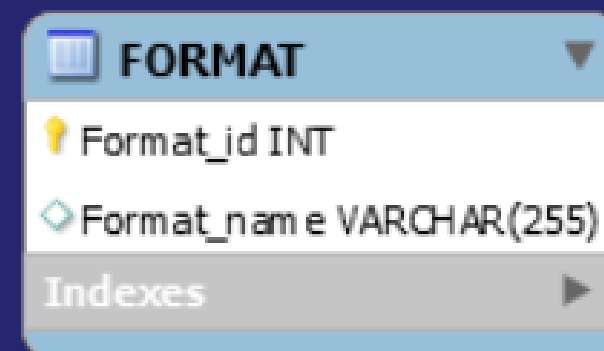 FORMAT
Format_id INT
Format_name VARCHAR(255)
Indexes